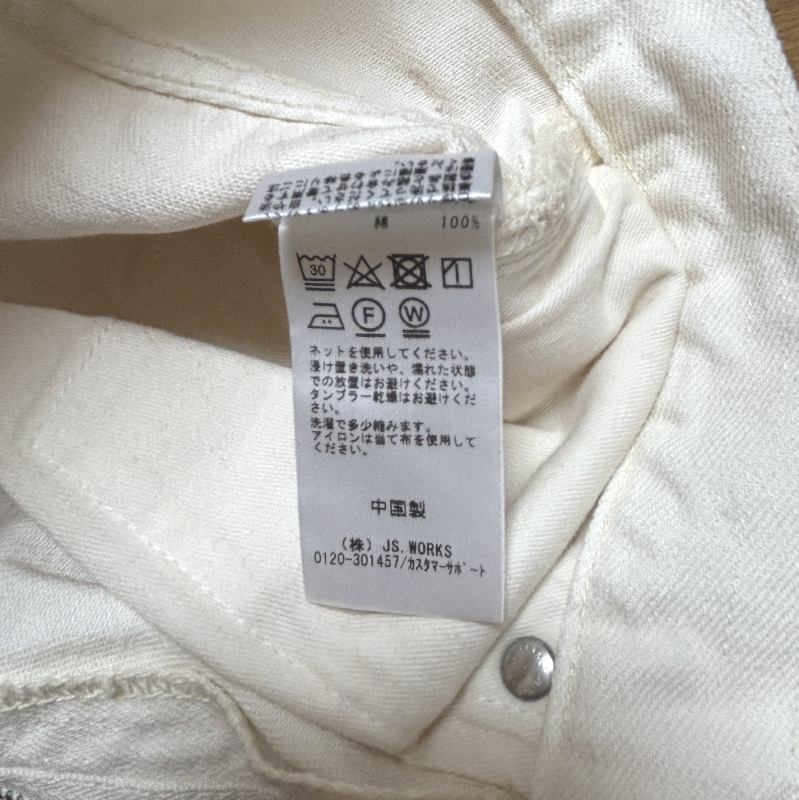 綿 100%
30
F W
ネットを使用してください。
浸け置き洗いや、濡れた状態
での放置はお避けください。
タンブラー乾燥はお避けくだ
さい。
洗濯で多少縮みます。
アイロンは当て布を使用して
ください。
中国製
(株) JS.WORKS
0120-301457/カスタマーサポート